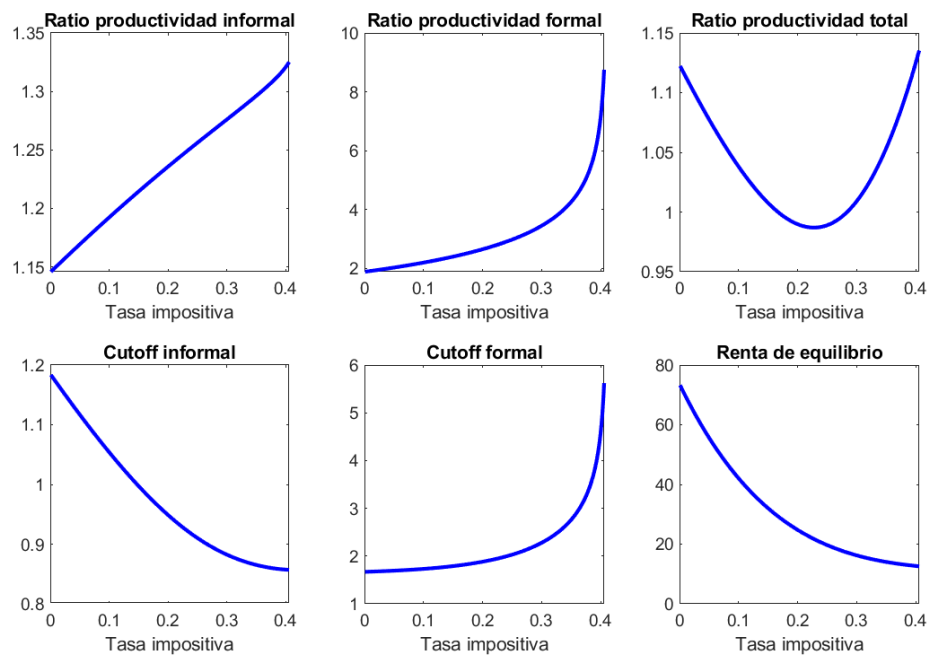 Ratio productividad informal
1.35
1.3
1.25
1.2
1.15
0 0.1 0.2 0.3 0.4
Tasa impositiva
Ratio productividad formal
10
8
6
4
2
0 0.1 0.2 0.3 0.4
Tasa impositiva
Ratio productividad total
1.15
1.1
1.05
1
0.95
0 0.1 0.2 0.3 0.4
Tasa impositiva
Cutoff informal
1.2
1.1
1
0.9
0.8
0 0.1 0.2 0.3 0.4
Tasa impositiva
Cutoff formal
6
5
4
3
2
1
0 0.1 0.2 0.3 0.4
Tasa impositiva
Renta de equilibrio
80
60
40
20
0
0 0.1 0.2 0.3 0.4
Tasa impositiva